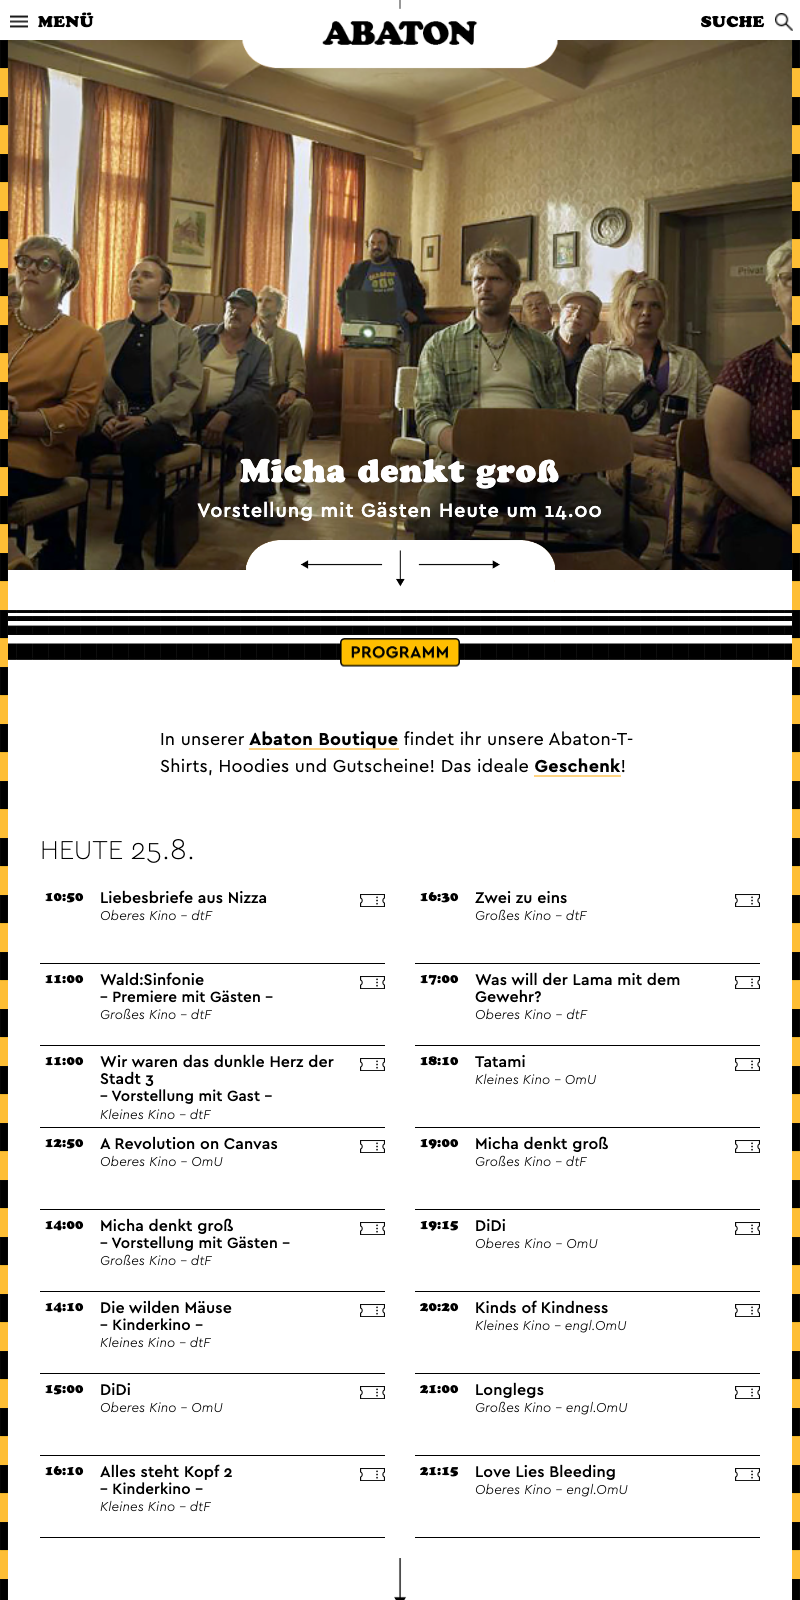 MENÜ
ABATON
SUCHE
Privat
Micha denkt groß
Vorstellung mit Gästen Heute um 14.00
PROGRAMM
In unserer Abaton Boutique findet ihr unsere Abaton-T-
Shirts, Hoodies und Gutscheine! Das ideale Geschenk!
HEUTE 25.8.
10:50 Liebesbriefe aus Nizza
Oberes Kino – dtF
11:00 Wald:Sinfonie
– Premiere mit Gästen –
Großes Kino – dtF
11:00 Wir waren das dunkle Herz der
Stadt 3
– Vorstellung mit Gast –
Kleines Kino – dtF
12:50 A Revolution on Canvas
Oberes Kino – OmU
14:00 Micha denkt groß
– Vorstellung mit Gästen –
Großes Kino – dtF
14:10 Die wilden Mäuse
– Kinderkino –
Kleines Kino – dtF
15:00 DiDi
Oberes Kino – OmU
16:10 Alles steht Kopf 2
– Kinderkino –
Kleines Kino – dtF
16:30 Zwei zu eins
Großes Kino – dtF
17:00 Was will der Lama mit dem
Gewehr?
Oberes Kino – dtF
18:10 Tatami
Kleines Kino – OmU
19:00 Micha denkt groß
Großes Kino – dtF
19:15 DiDi
Oberes Kino – OmU
20:20 Kinds of Kindness
Kleines Kino – engl.OmU
21:00 Longlegs
Großes Kino – engl.OmU
21:15 Love Lies Bleeding
Oberes Kino – engl.OmU